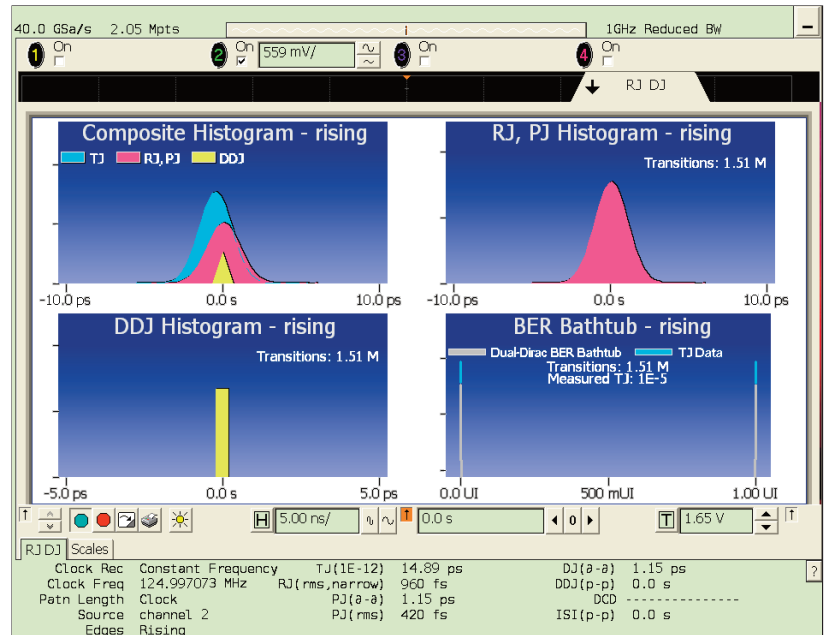 40.0 GSa/s 2.05 Mpts 1GHz Reduced BW
1 On 2 On 559 mV/ 3 On 4 On
RJ DJ
Composite Histogram - rising
TJ RJ,PJ DDJ
-10.0 ps 0.0 s 10.0 ps
RJ, PJ Histogram - rising
Transitions: 1.51 M
-10.0 ps 0.0 s 10.0 ps
DDJ Histogram - rising
Transitions: 1.51 M
-5.0 ps 0.0 s 5.0 ps
BER Bathtub - rising
Dual-Dirac BER Bathtub TJ Data
Transitions: 1.51 M
Measured TJ: 1E-5
0.0 UI 500 mUI 1.00 UI
H 5.00 ns/ 0.0 s 0 T 1.65 V
RJ DJ Scales
Clock Rec Constant Frequency TJ(1E-12) 14.89 ps DJ(∂-∂) 1.15 ps ?
Clock Freq 124.997073 MHz RJ(rms,narrow) 960 fs DDJ(p-p) 0.0 s
Patn Length Clock PJ(∂-∂) 1.15 ps DCD ---------------
Source channel 2 PJ(rms) 420 fs ISI(p-p) 0.0 s
Edges Rising